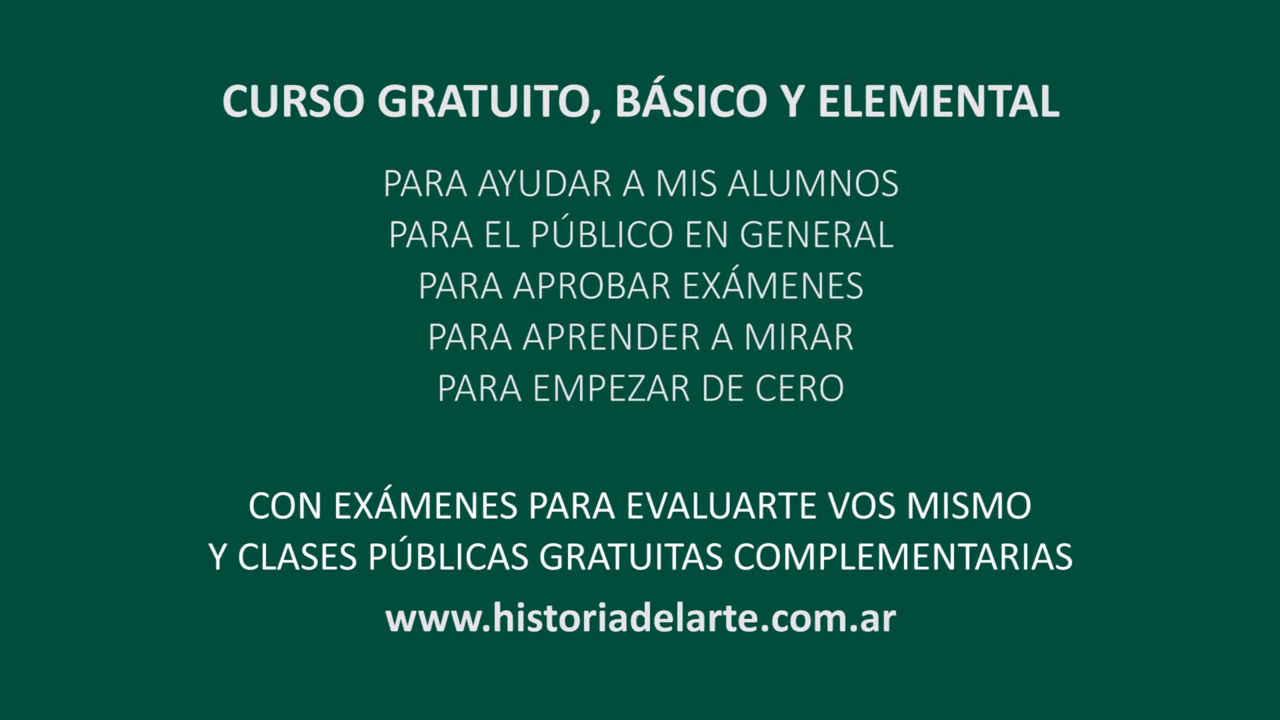 CURSO GRATUITO, BÁSICO Y ELEMENTAL
PARA AYUDAR A MIS ALUMNOS
PARA EL PÚBLICO EN GENERAL
PARA APROBAR EXÁMENES
PARA APRENDER A MIRAR
PARA EMPEZAR DE CERO
CON EXÁMENES PARA EVALUARTE VOS MISMO
Y CLASES PÚBLICAS GRATUITAS COMPLEMENTARIAS
www.historiadelarte.com.ar